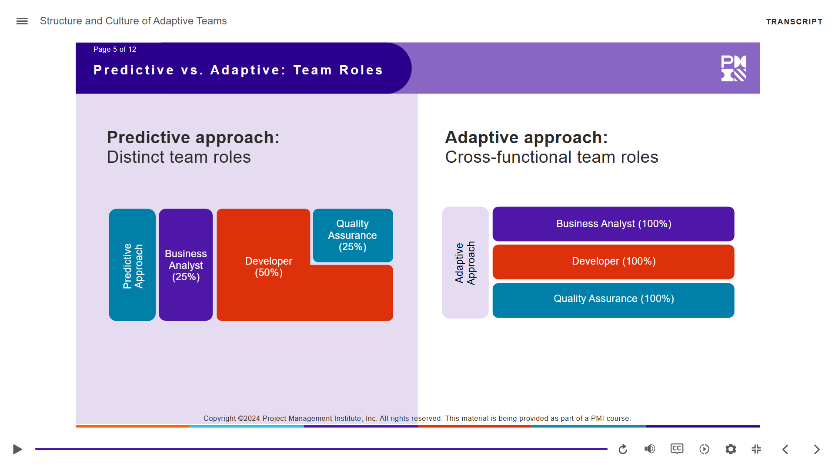 Structure and Culture of Adaptive Teams
TRANSCRIPT
Page 5 of 12
Predictive vs. Adaptive: Team Roles
PM
Predictive approach:
Distinct team roles
Predictive
Approach
Business
Analyst
(25%)
Developer
(50%)
Quality
Assurance
(25%)
Adaptive approach:
Cross-functional team roles
Adaptive
Approach
Business Analyst (100%)
Developer (100%)
Quality Assurance (100%)
Copyright ©2024 Project Management Institute, Inc. All rights reserved. This material is being provided as part of a PMI course.
CC